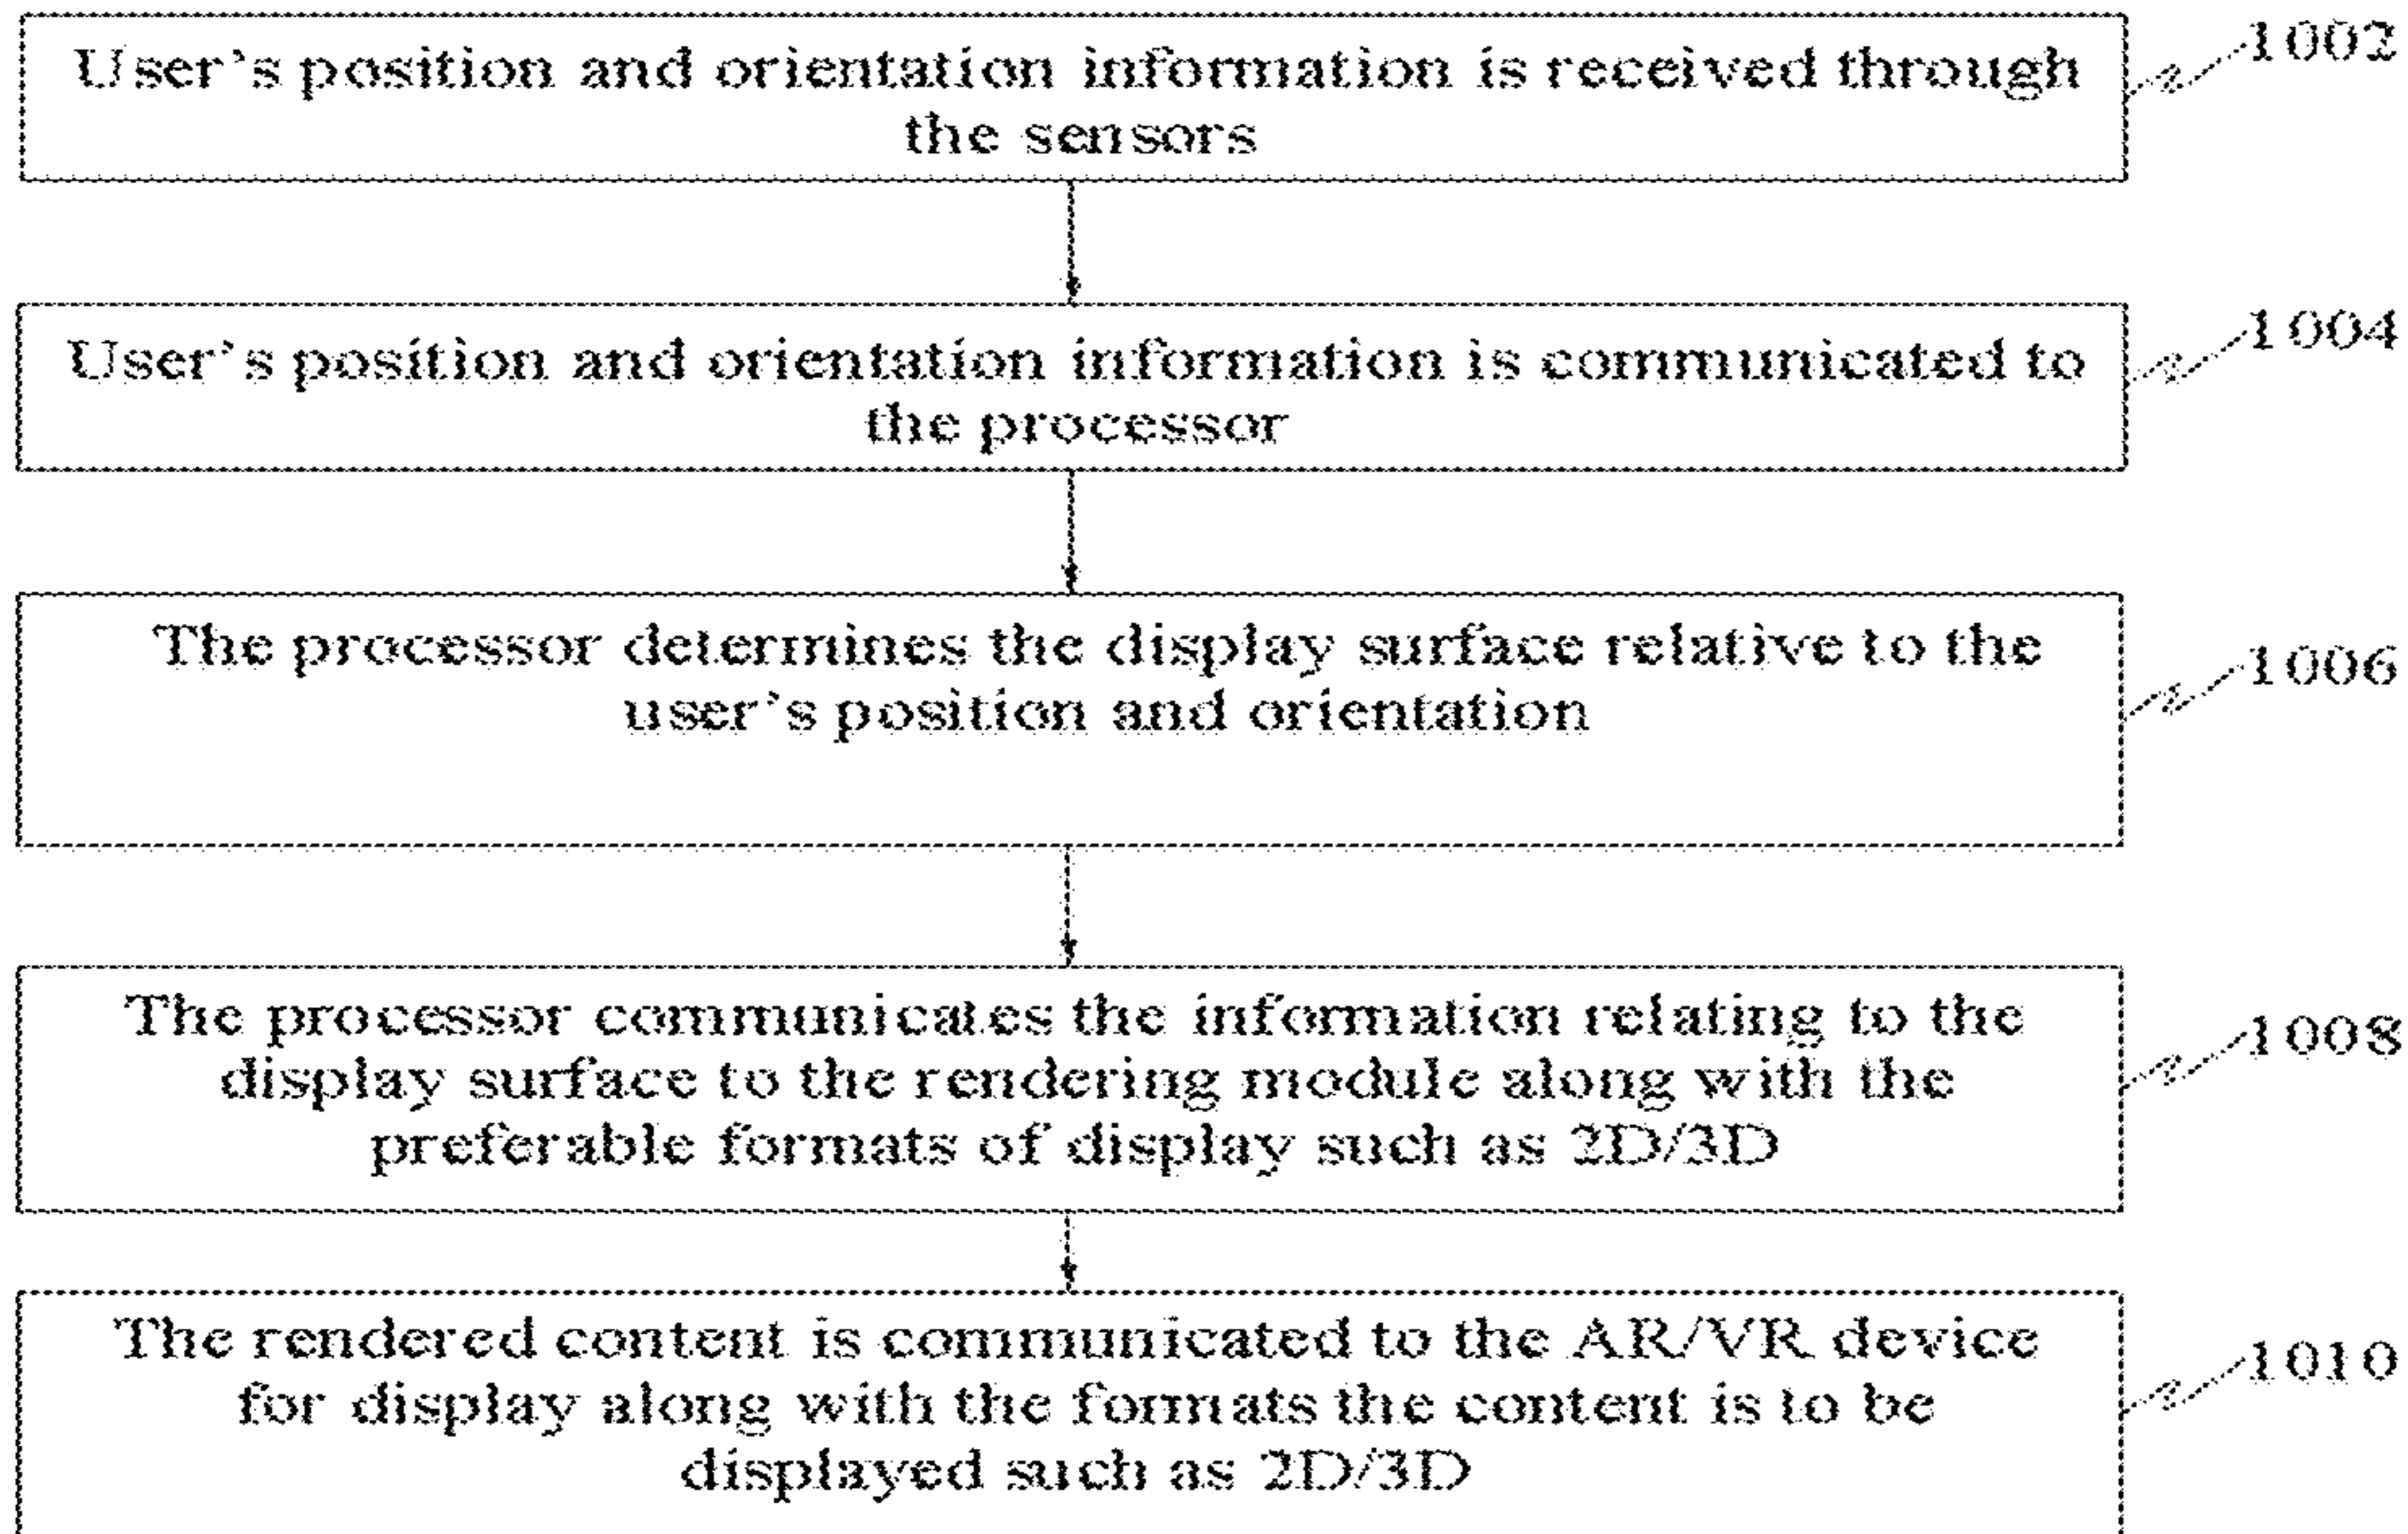 User's position and orientation information is received through
the sensors
1002
User's position and orientation information is communicated to
the processor
1004
The processor determines the display surface relative to the
user's position and orientation
1006
The processor communicates the information relating to the
display surface to the rendering module along with the
preferable formats of display such as 2D/3D
1008
The rendered content is communicated to the AR/VR device
for display along with the formats the content is to be
displayed such as 2D/3D
1010